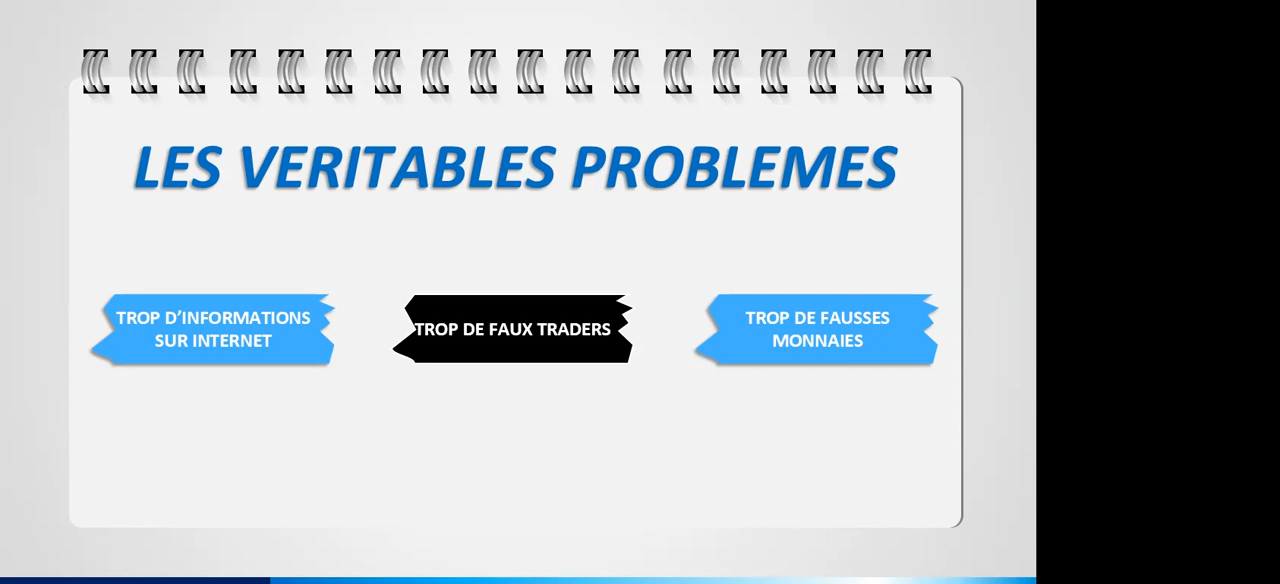 LES VERITABLES PROBLEMES
TROP D’INFORMATIONS
SUR INTERNET
TROP DE FAUX TRADERS
TROP DE FAUSSES
MONNAIES